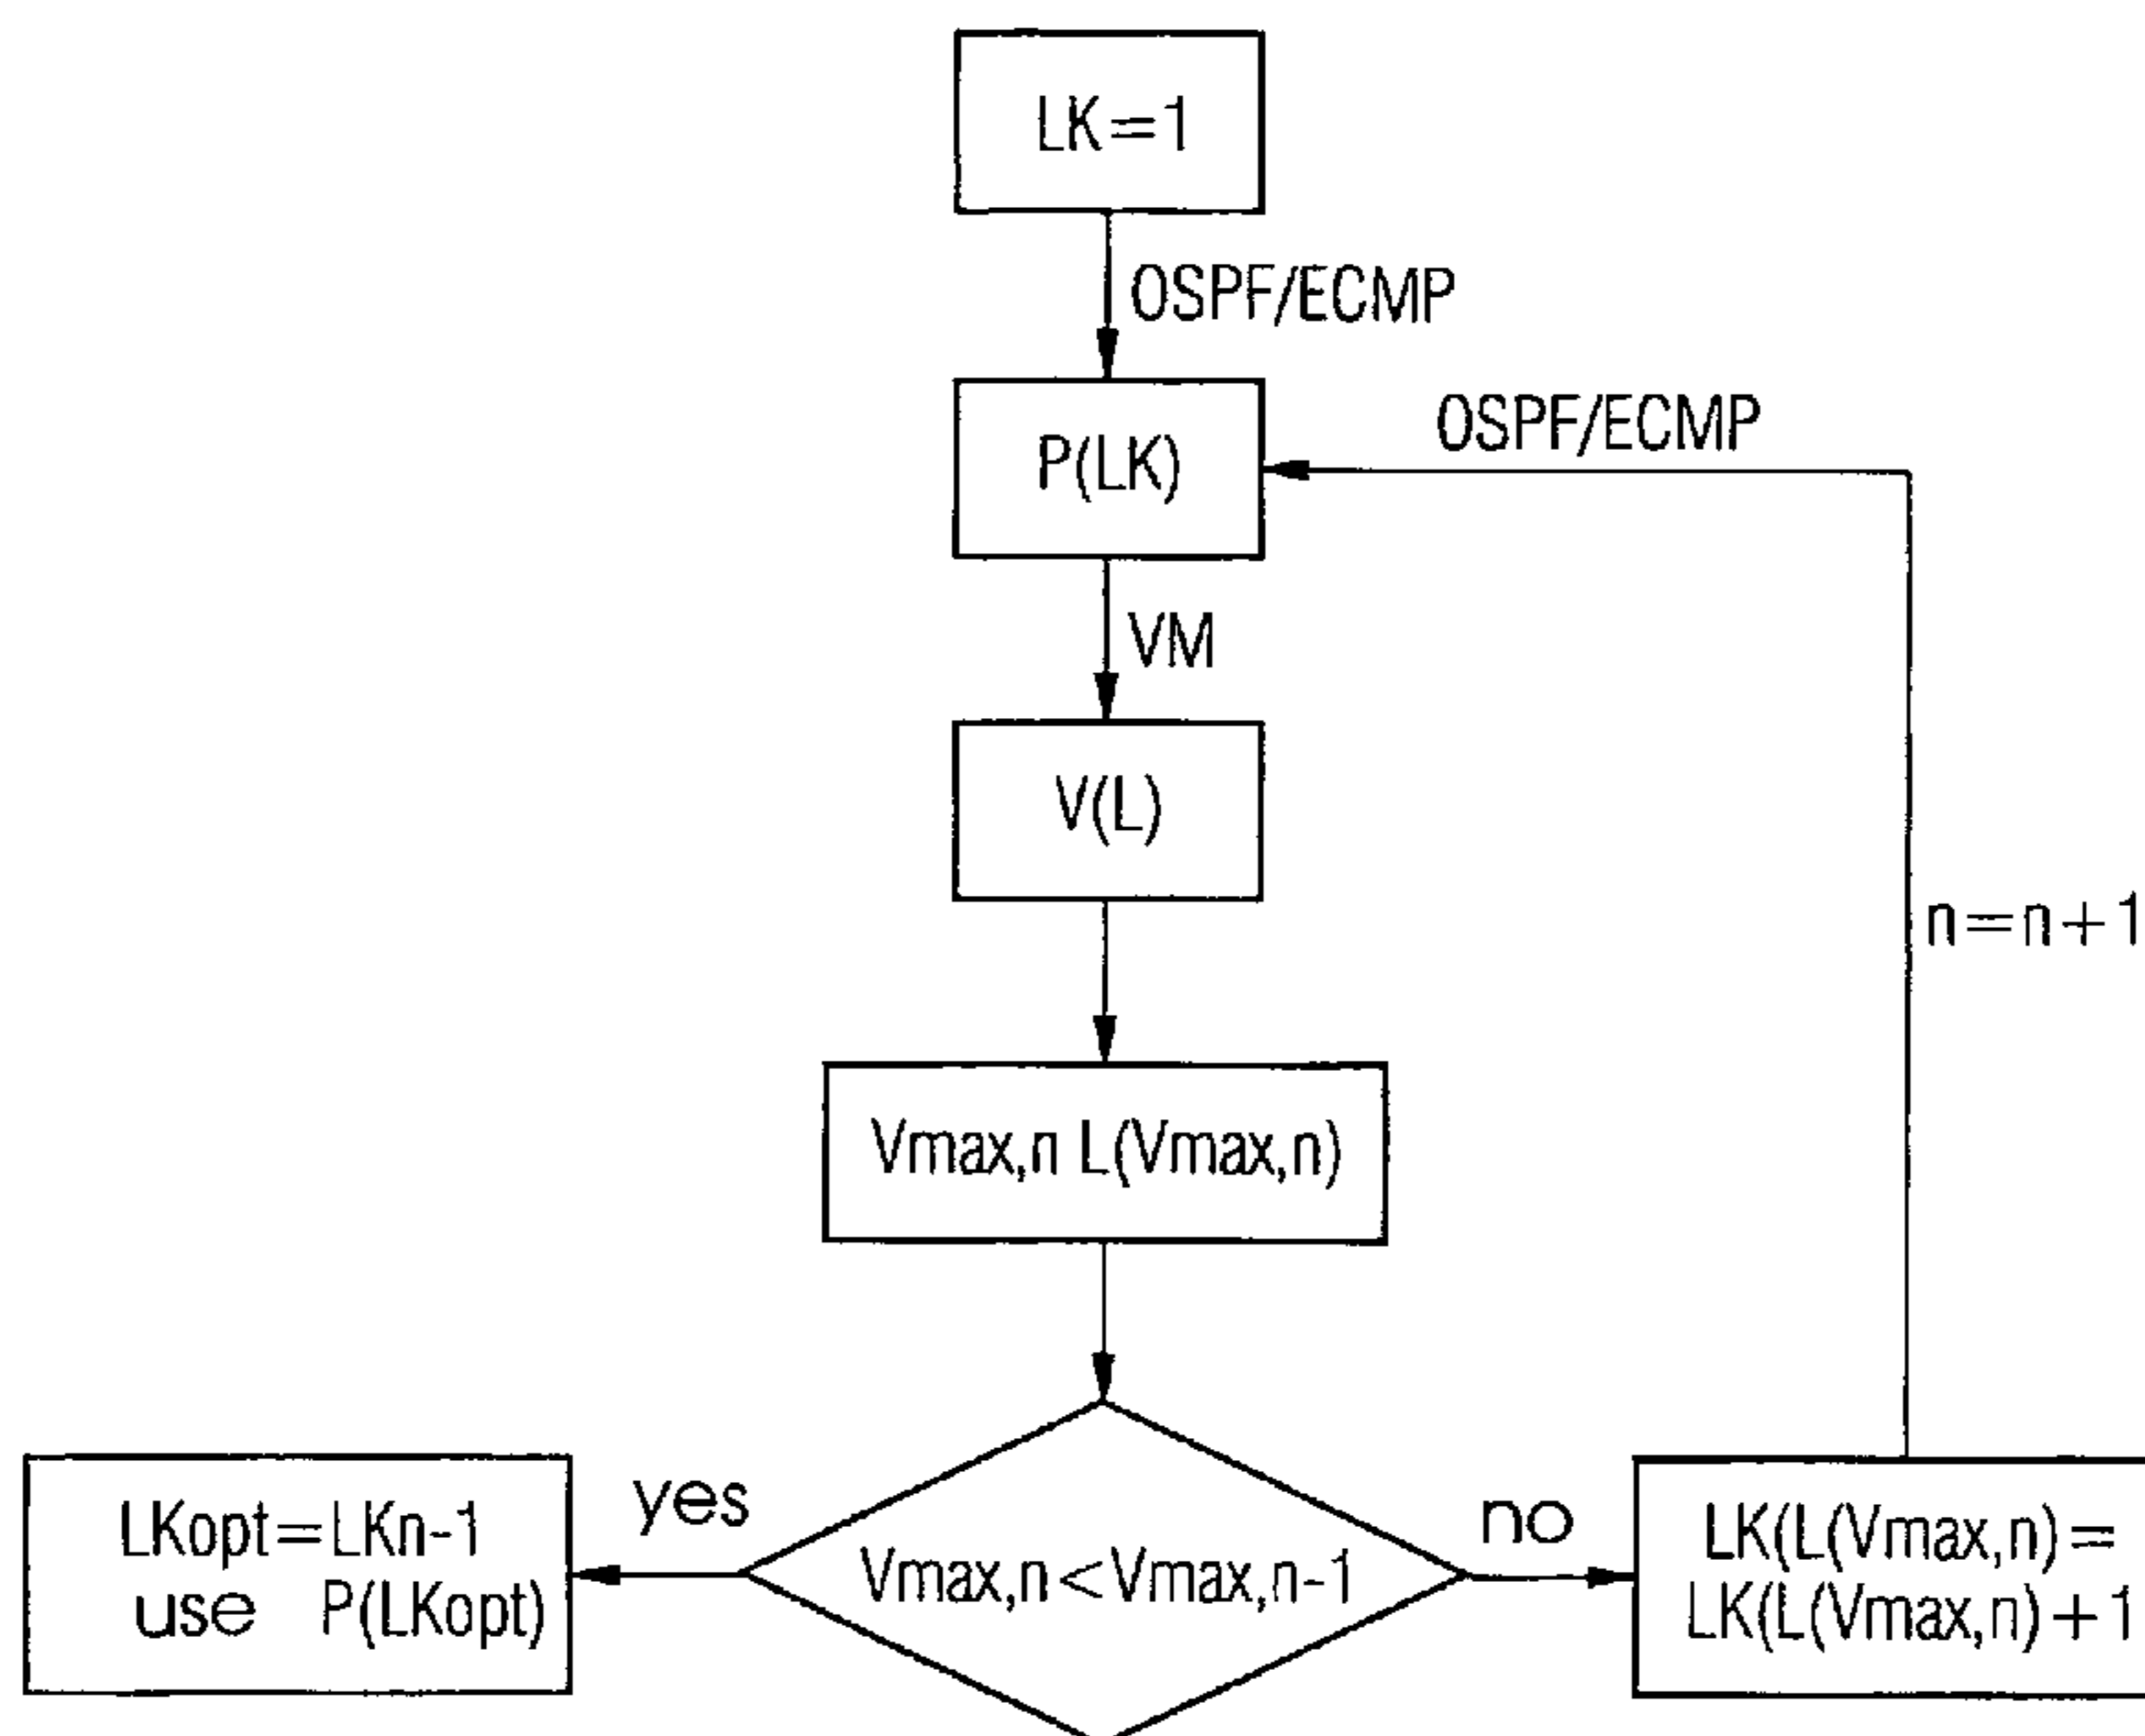 LK=1
OSPF/ECMP
P(LK)
OSPF/ECMP
VM
V(L)
n=n+1
Vmax,n L(Vmax,n)
LKopt=LKn-1
use P(LKopt)
yes
Vmax,n<Vmax,n-1
no
LK(L(Vmax,n)=
LK(L(Vmax,n)+1